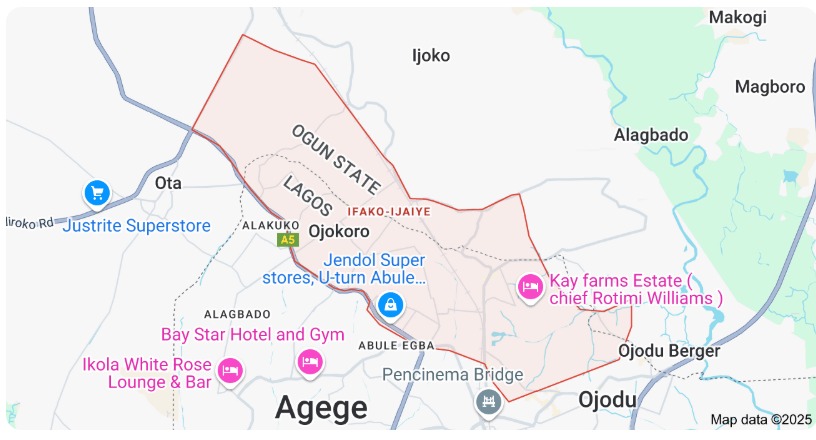 Makogi
Ijoko
Magboro
Alagbado
OGUN STATE
LAGOS
Ota
Justrite Superstore
Rd
IFAKO-IJAIYE
ALAKUKO
A5
Ojokoro
Jendol Super
stores, U-turn Abule...
Kay farms Estate (
chief Rotimi Williams )
ALAGBADO
Bay Star Hotel and Gym
ABULE EGBA
Ikola White Rose
Lounge & Bar
Pencinema Bridge
Ojodu Berger
Agege
Ojodu
Map data ©2025